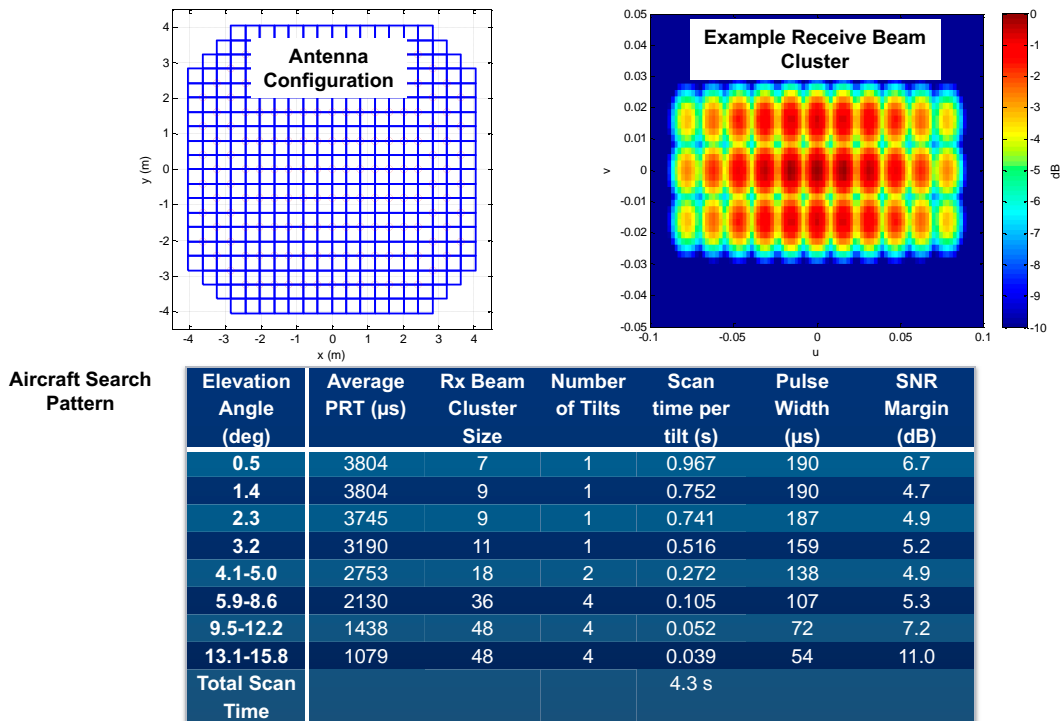 Antenna
Configuration
4
3
2
1
0
-1
-2
-3
-4
y (m)
-4 -3 -2 -1 0 1 2 3 4
x (m)
Example Receive Beam
Cluster
0.05
0.04
0.03
0.02
0.01
0
-0.01
-0.02
-0.03
-0.04
-0.05
v
-0.1 -0.05 0 0.05 0.1
u
0
-1
-2
-3
-4
-5
-6
-7
-8
-9
-10
dB
Aircraft Search
Pattern
Elevation Average Rx Beam Number Scan Pulse SNR
Angle PRT (µs) Cluster of Tilts time per Width Margin
(deg) Size tilt (s) (µs) (dB)
0.5 3804 7 1 0.967 190 6.7
1.4 3804 9 1 0.752 190 4.7
2.3 3745 9 1 0.741 187 4.9
3.2 3190 11 1 0.516 159 5.2
4.1-5.0 2753 18 2 0.272 138 4.9
5.9-8.6 2130 36 4 0.105 107 5.3
9.5-12.2 1438 48 4 0.052 72 7.2
13.1-15.8 1079 48 4 0.039 54 11.0
Total Scan 4.3 s
Time